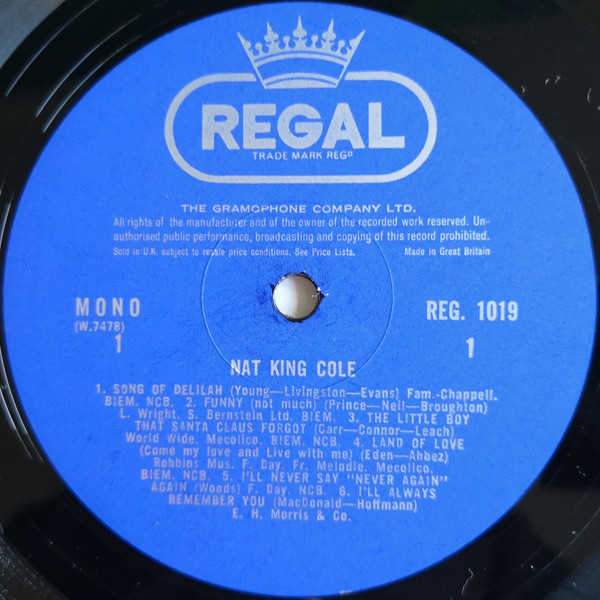 REGAL
TRADE MARK REGD
THE GRAMOPHONE COMPANY LTD.
All rights of the manufacturer and of the owner of the recorded work reserved. Un-
authorised public performance, broadcasting and copying of this record prohibited.
Sold in U.K. subject to resale price conditions. See Price Lists. Made in Great Britain
MONO REG. 1019
(W.7478)
1 1
NAT KING COLE
1. SONG OF DELILAH (Young—Livingston—Evans) Fam.-Chappell.
BIEM. NCB. 2. FUNNY (not much) (Prince—Neil—Broughton)
L. Wright. S. Bernstein Ltd. BIEM. 3. THE LITTLE BOY
THAT SANTA CLAUS FORGOT (Carr—Connor—Leach)
World Wide. Mecolico. BIEM. NCB. 4. LAND OF LOVE
(Come my love and Live with me) (Eden—Ahbez)
Robbins Mus. F. Day. Fr. Melodie. Mecolico.
BIEM. NCB. 5. I'LL NEVER SAY "NEVER AGAIN"
AGAIN (Woods) F. Day. NCB. 6. I'LL ALWAYS
REMEMBER YOU (MacDonald—Hoffmann)
E. H. Morris & Co.